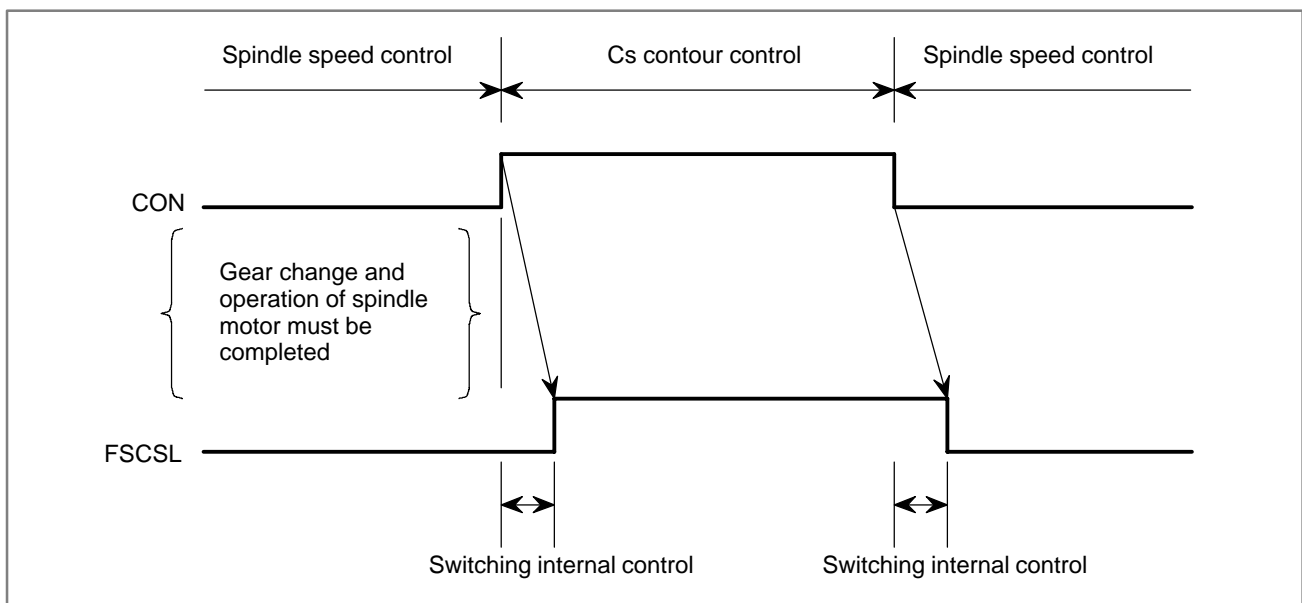 Spindle speed control
Cs contour control
Spindle speed control
CON
Gear change and
operation of spindle
motor must be
completed
FSCSL
Switching internal control
Switching internal control